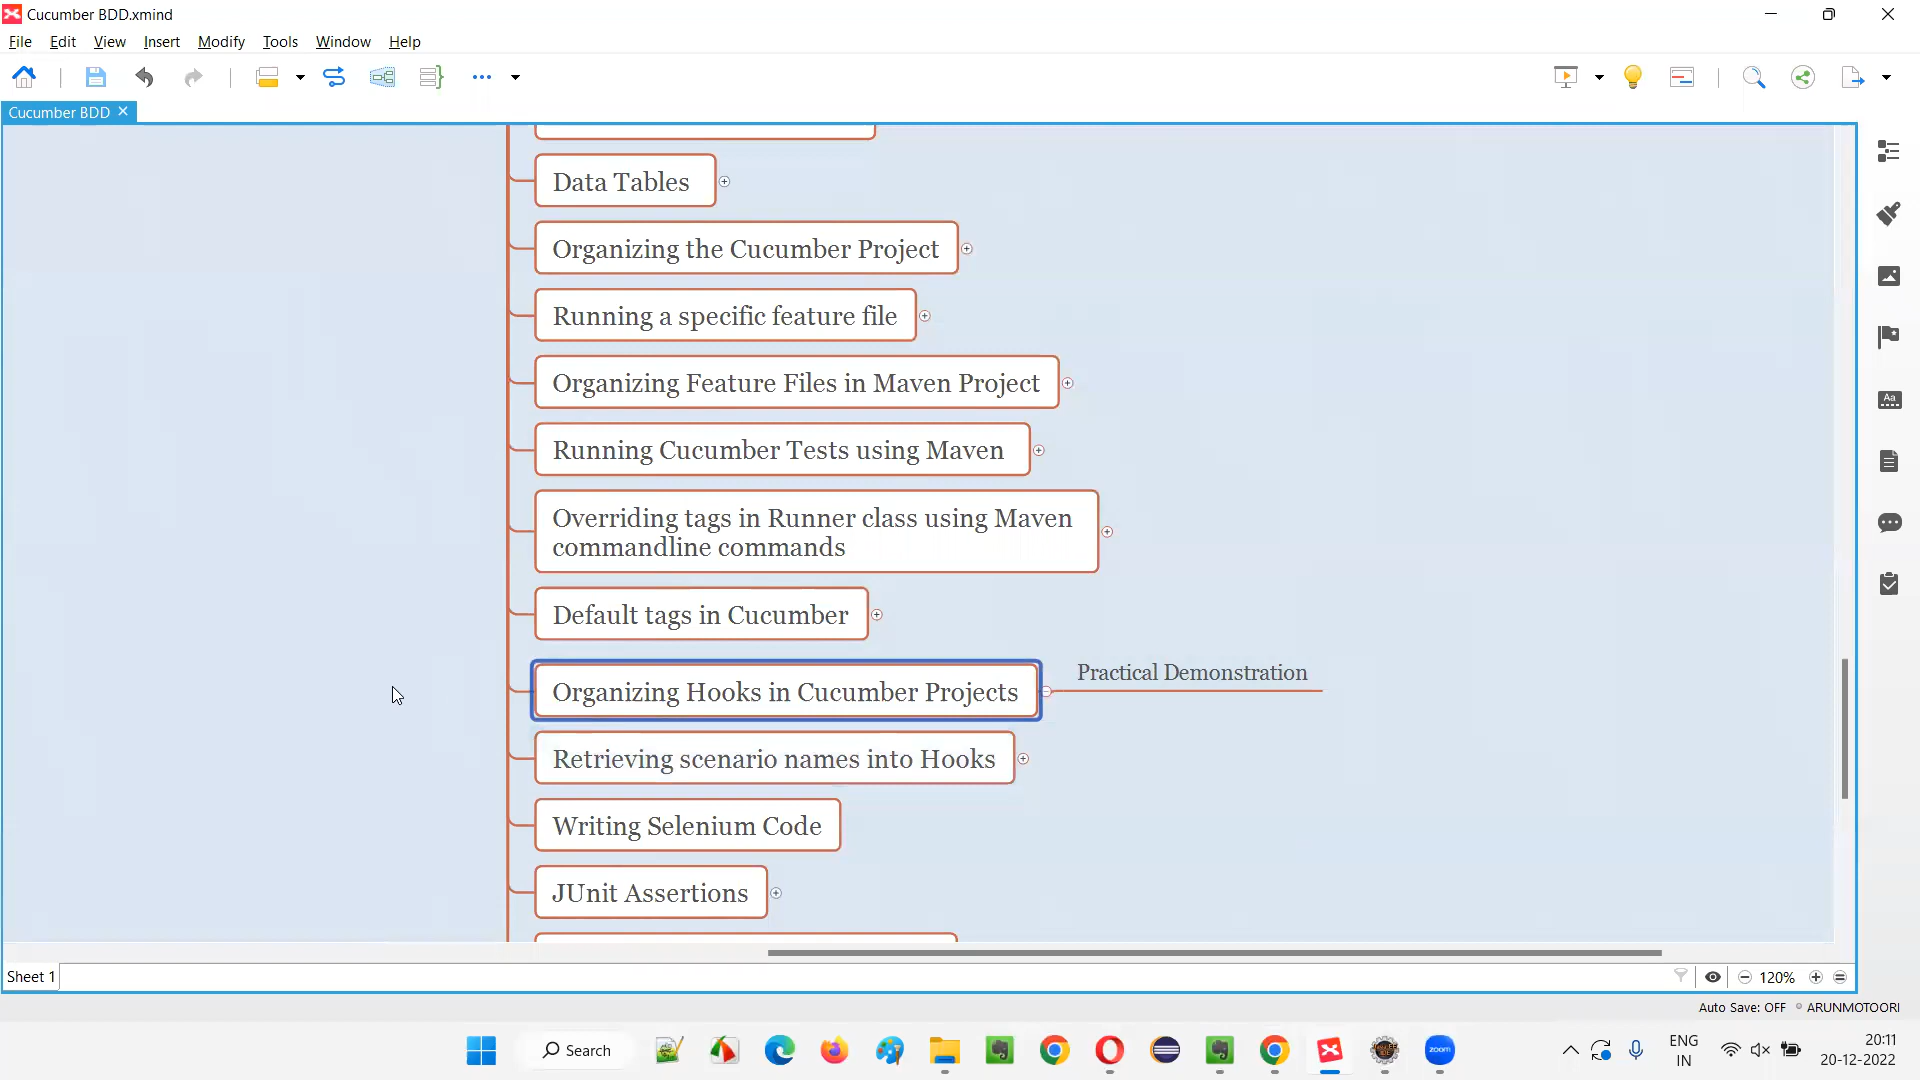 Cucumber BDD.xmind
File Edit View Insert Modify Tools Window Help
Cucumber BDD
Data Tables
Organizing the Cucumber Project
Running a specific feature file
Organizing Feature Files in Maven Project
Running Cucumber Tests using Maven
Overriding tags in Runner class using Maven
commandline commands
Default tags in Cucumber
Organizing Hooks in Cucumber Projects
Practical Demonstration
Retrieving scenario names into Hooks
Writing Selenium Code
JUnit Assertions
Aa
Sheet 1
120%
Auto Save: OFF ARUNMOTOORI
Search
zoom
ENG
IN
20:11
20-12-2022